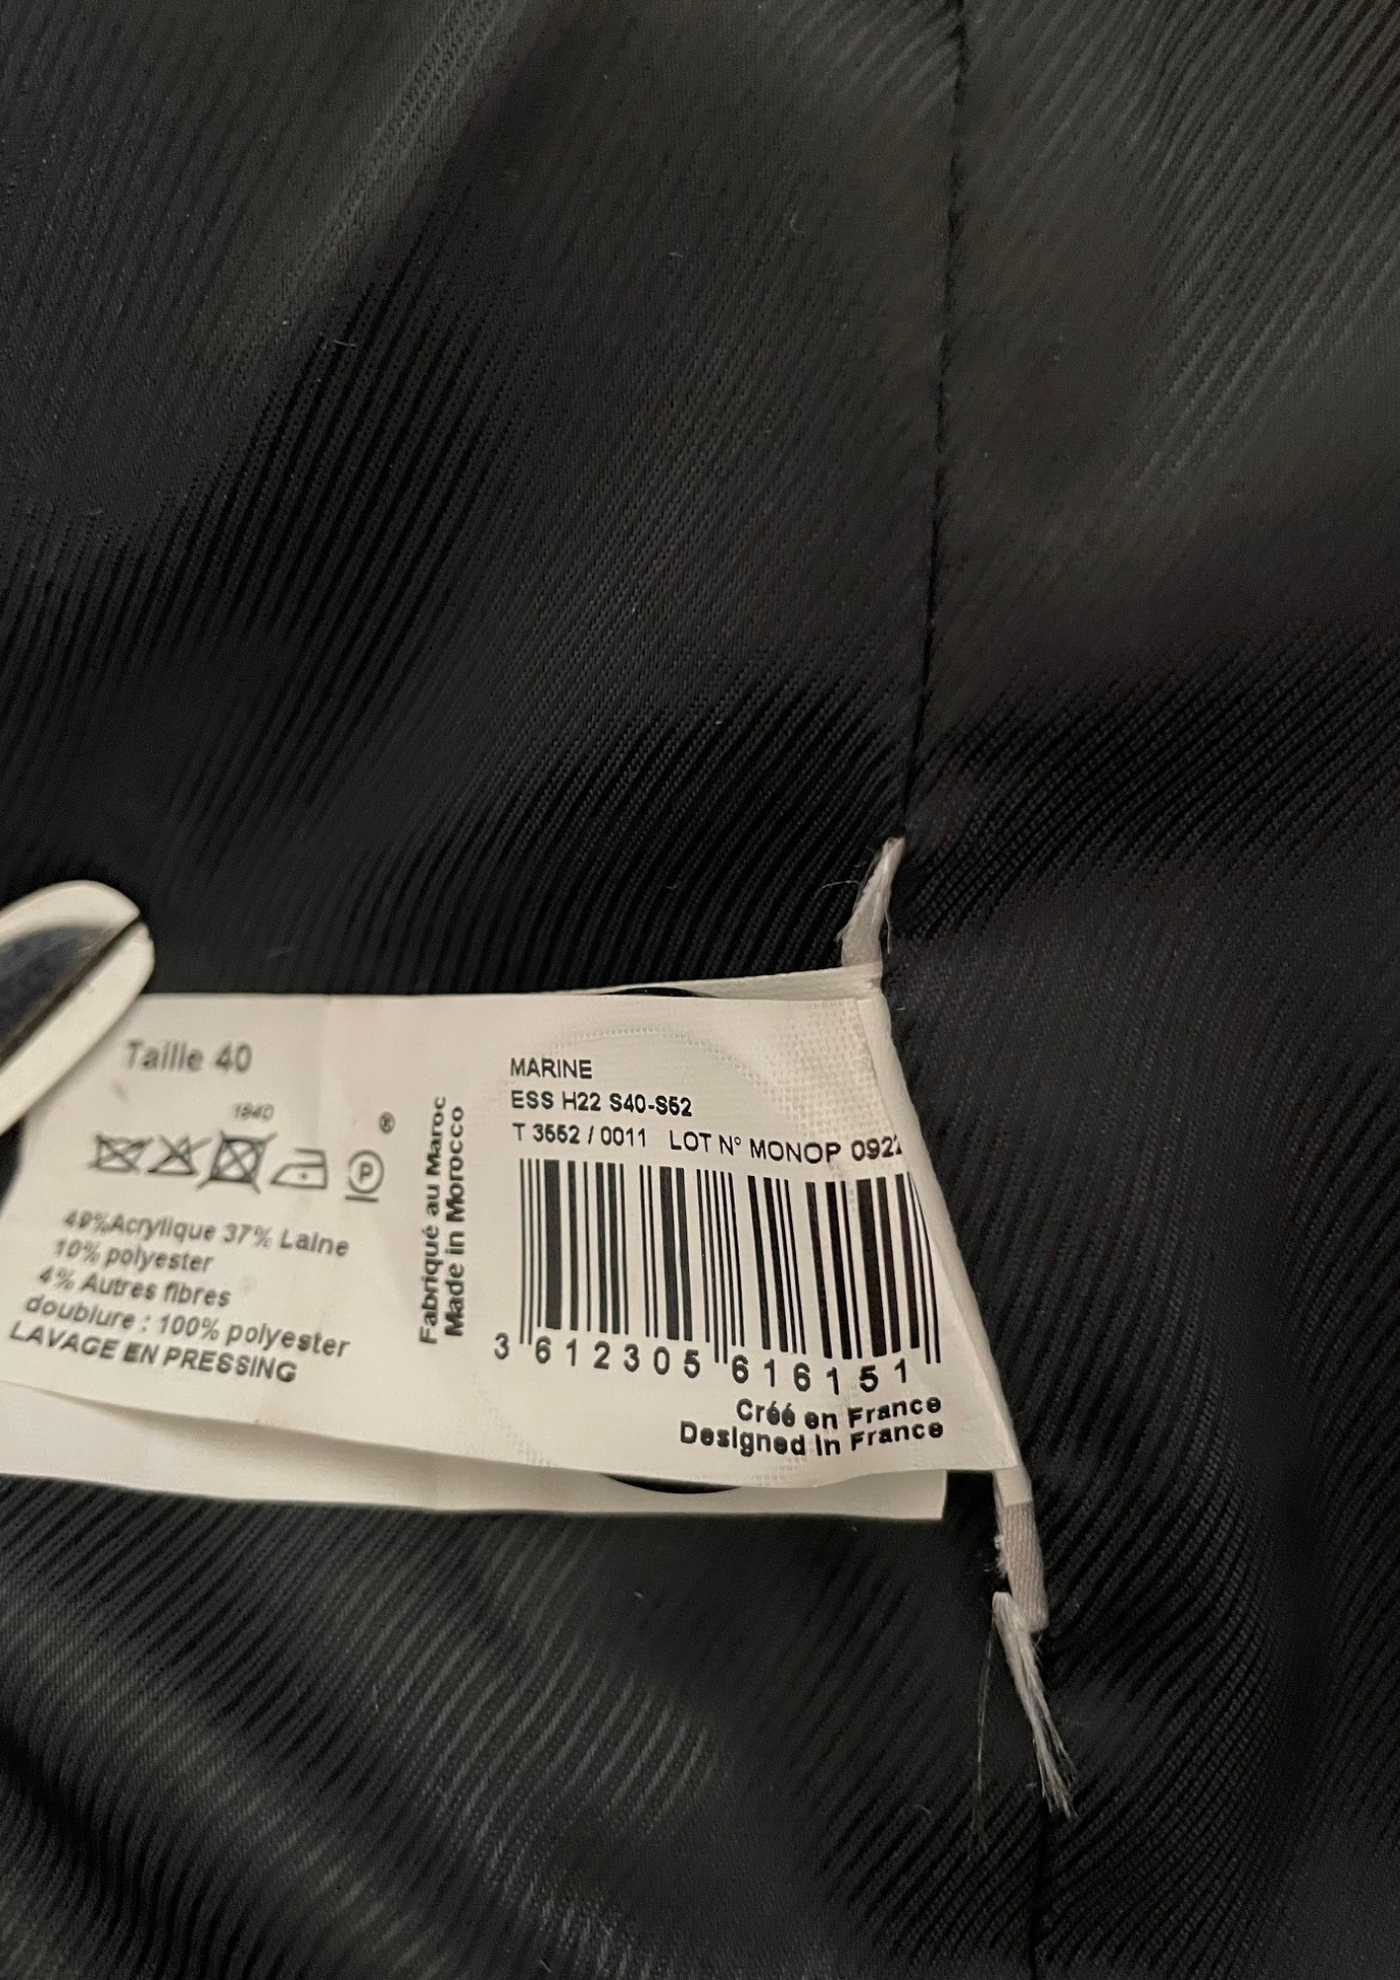 Taille 40
1840
®
P
49%Acrylique 37% Laine
10% polyester
4% Autres fibres
doublure : 100% polyester
LAVAGE EN PRESSING
Fabriqué au Maroc
Made in Morocco
MARINE
ESS H22 S40-S52
T 3552 / 0011 LOT N° MONOP 0922
3 612305 616151
Créé en France
Designed in France